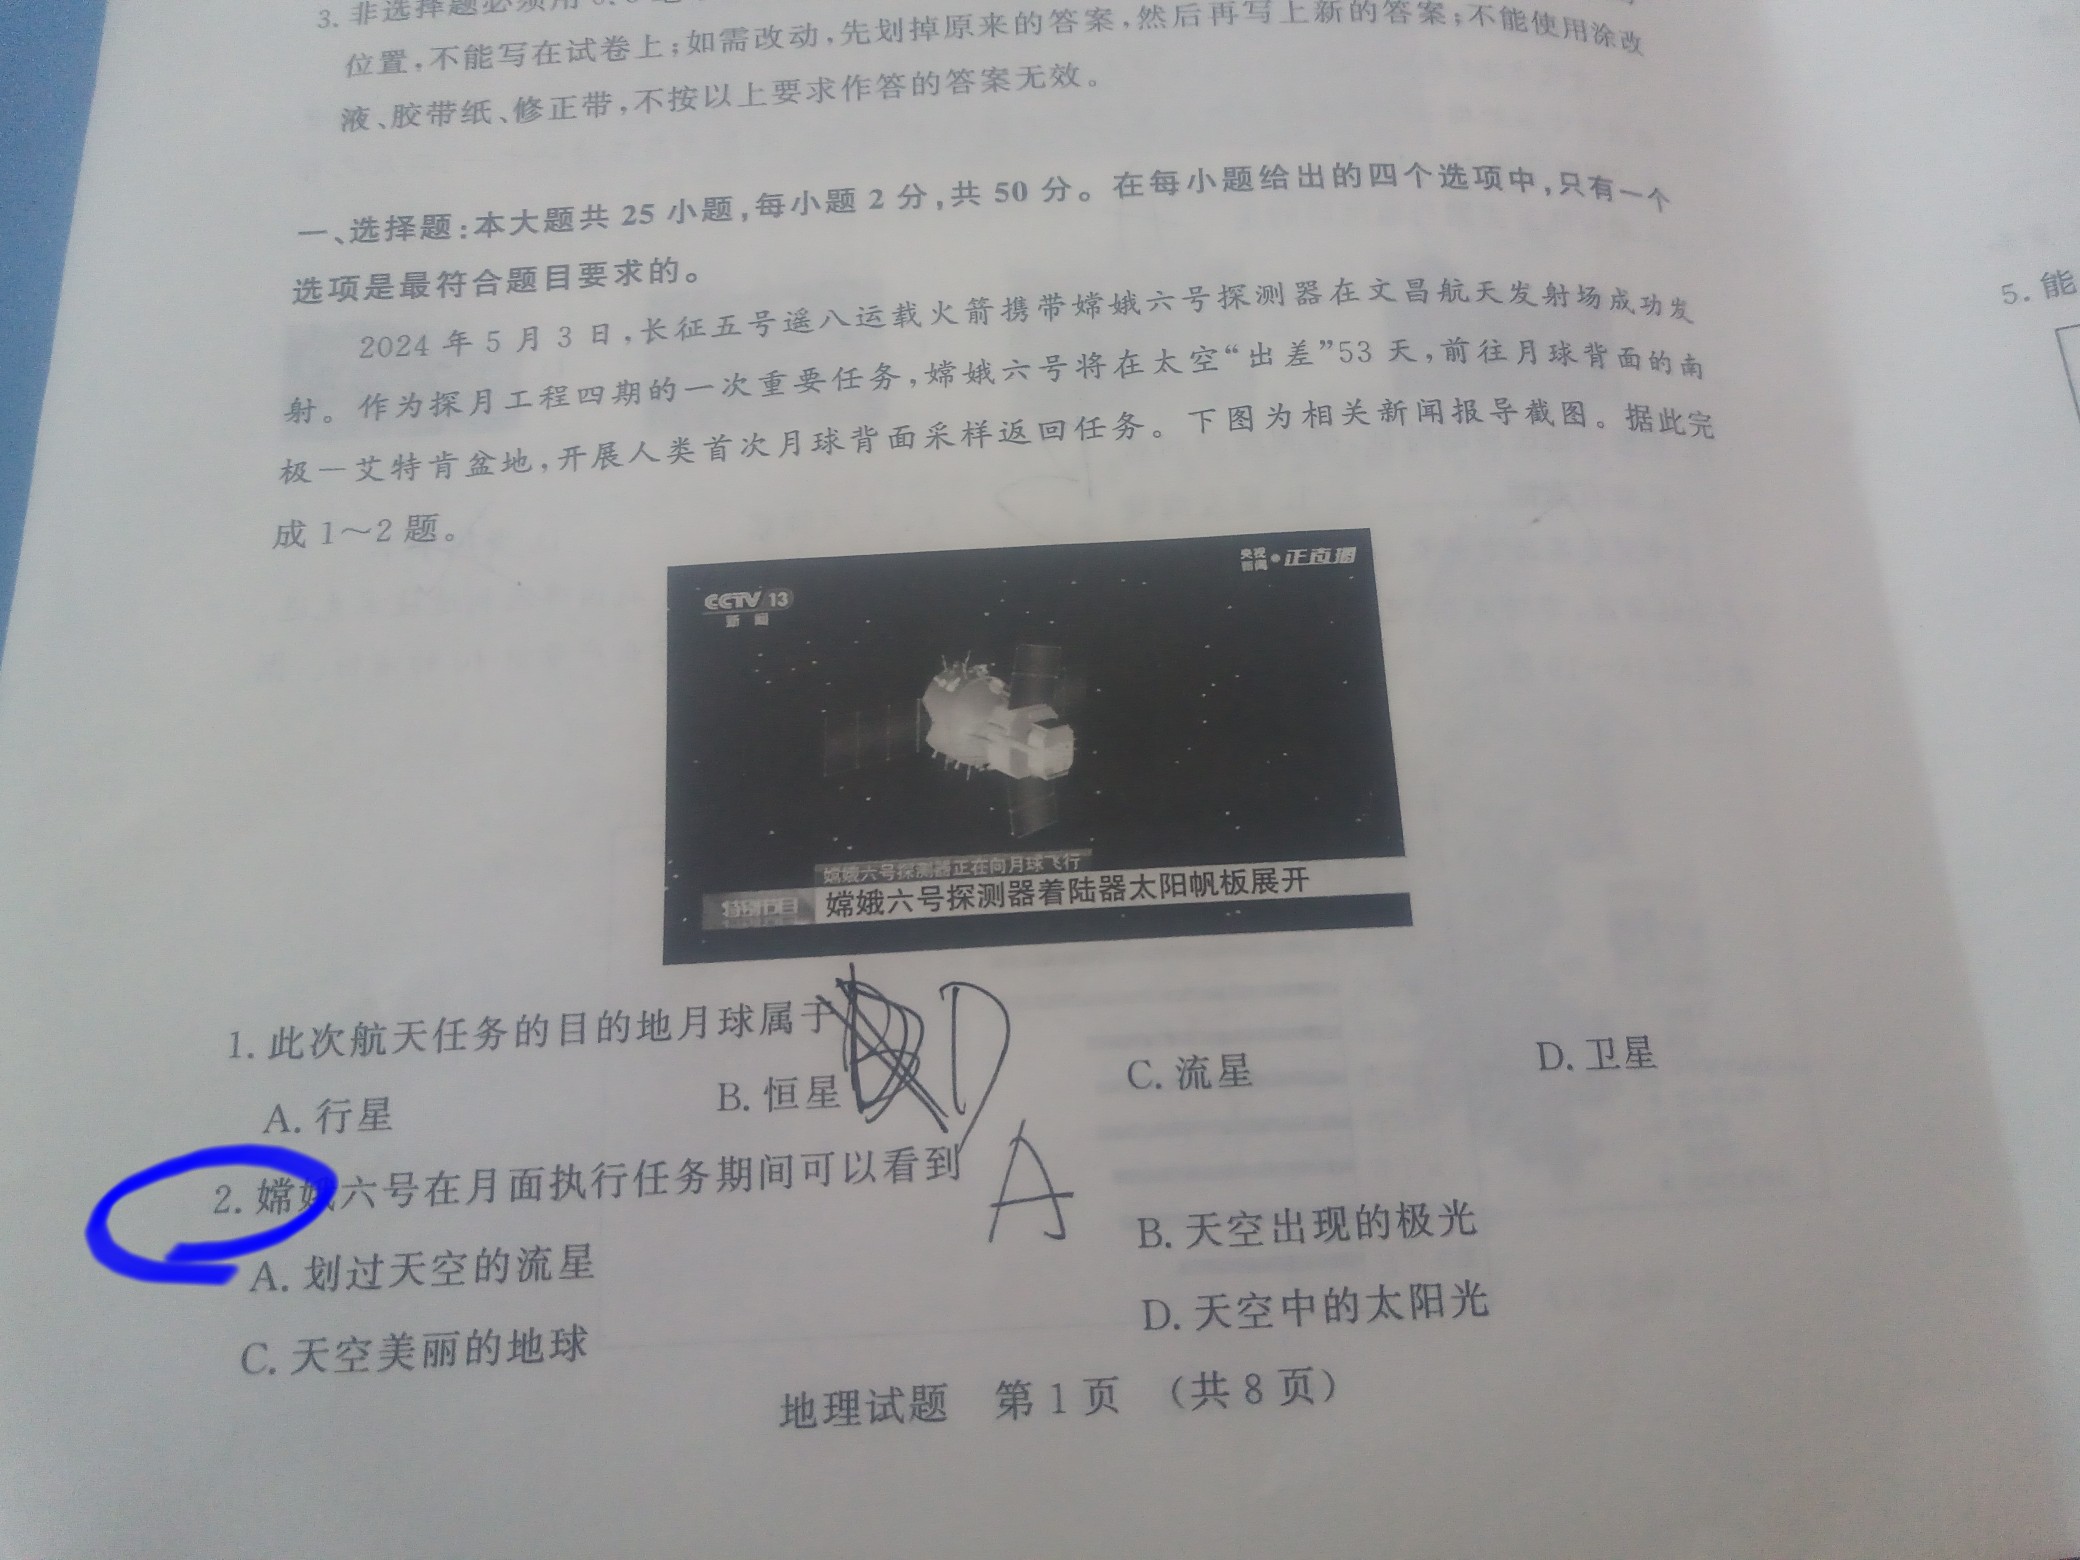 3. 非选择题必须用
位置,不能写在试卷上;如需改动,先划掉原来的答案,然后再写上新的答案;不能使用涂改
液、胶带纸、修正带,不按以上要求作答的答案无效。
一、选择题:本大题共 25 小题,每小题 2 分,共 50 分。在每小题给出的四个选项中,只有一个
选项是最符合题目要求的。
2024 年 5 月 3 日,长征五号遥八运载火箭携带嫦娥六号探测器在文昌航天发射场成功发
射。作为探月工程四期的一次重要任务,嫦娥六号将在太空“出差”53 天,前往月球背面的南
极—艾特肯盆地,开展人类首次月球背面采样返回任务。下图为相关新闻报导截图。据此完
成 1～2 题。
央视新闻 正直播
CCTV 13
新闻
嫦娥六号探测器正在向月球飞行
特别节目 嫦娥六号探测器着陆器太阳帆板展开
1. 此次航天任务的目的地月球属于 D
A. 行星 B. 恒星 C. 流星 D. 卫星
2. 嫦娥六号在月面执行任务期间可以看到 A
A. 划过天空的流星 B. 天空出现的极光
C. 天空美丽的地球 D. 天空中的太阳光
地理试题 第 1 页 (共 8 页)
5. 能